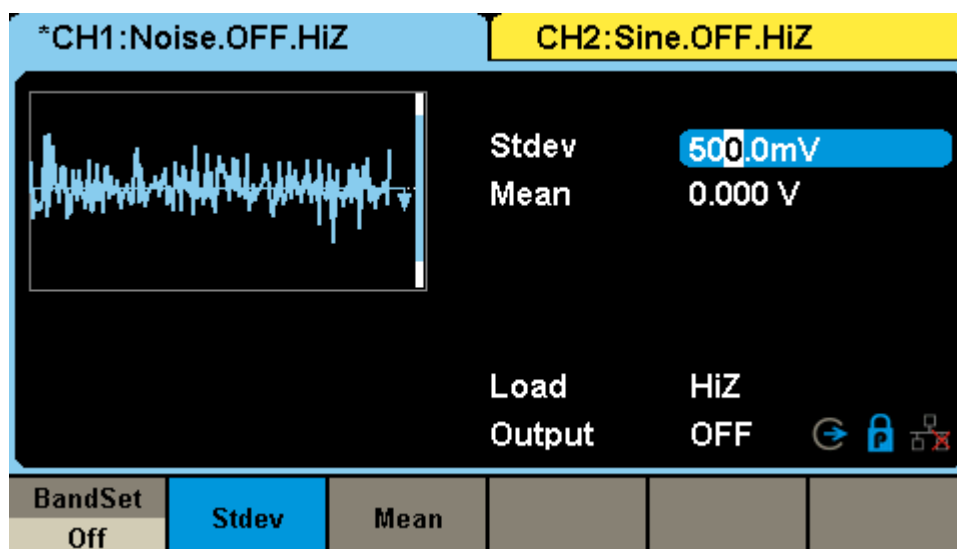 *CH1:Noise.OFF.HiZ
CH2:Sine.OFF.HiZ
Stdev 500.0mV
Mean 0.000 V
Load HiZ
Output OFF
BandSet
Off
Stdev
Mean